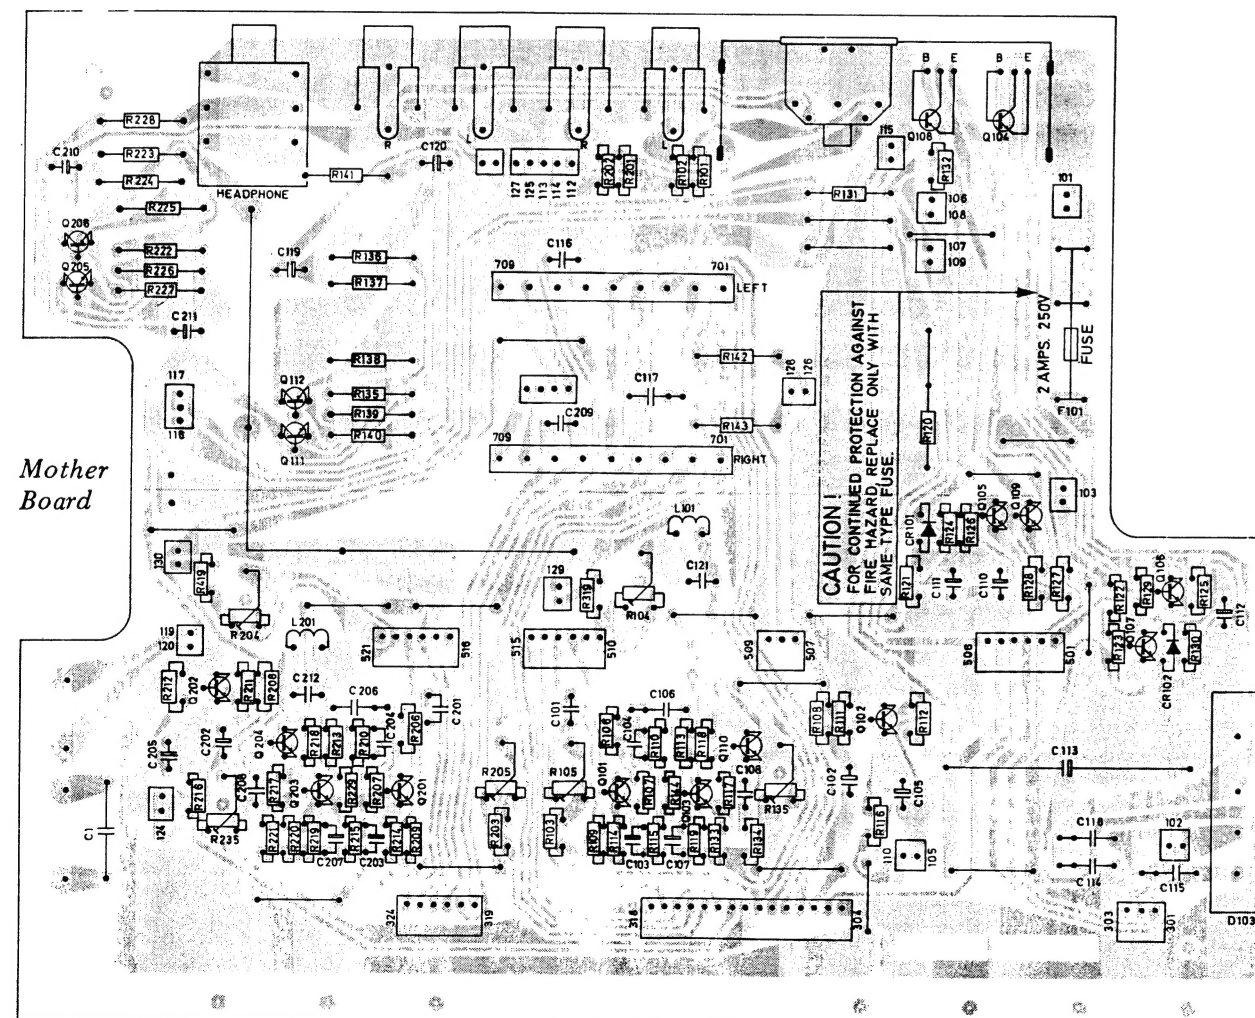 B E B E
R228
C210
R223
R224
R R
L L
C120
Q108
Q104
115
R132
R141
127 125 113 114 112
R202 R201
R102 R101
HEADPHONE
R131
101
106
108
R225
Q206
R222
Q205
R226
R227
C119
R136
R137
C116
107
109
709 701
LEFT
C211
CAUTION!
FOR CONTINUED PROTECTION AGAINST
FIRE HAZARD, REPLACE ONLY WITH
SAME TYPE FUSE.
2 AMPS. 250V
FUSE
F101
R138
R142
117
118
Q112
R135
R139
R140
Q111
C117
C209
128 126
R143
R120
709 701
RIGHT
Mother
Board
103
L101
CR101
R124
R126
Q105
Q109
130
R419
129
R319
C121
R121
C111
C110
R128
R127
R122
R129
Q106
R125
C112
R204
R104
119
120
L201
521 516
515 510
509 507
506 501
R123
Q107
CR102
R130
R212
Q202
R211
R208
C212
C206
C201
C101
C106
R108
R111
Q102
R112
C205
C202
Q204
R218
R213
R210
C204
R206
R106
C104
R110
R113
R118
Q110
C113
C1
124
R216
C208
R217
Q203
R229
R207
Q201
R205
R105
Q101
R107
Q103
R117
C108
R135
C102
C105
R235
R221
R220
R219
C207
R215
C203
R214
R209
R203
R103
R109
R114
C103
R115
C107
R119
R133
R134
R116
110 105
C118
102
C114
C115
324 319
318 304
303 301
D103